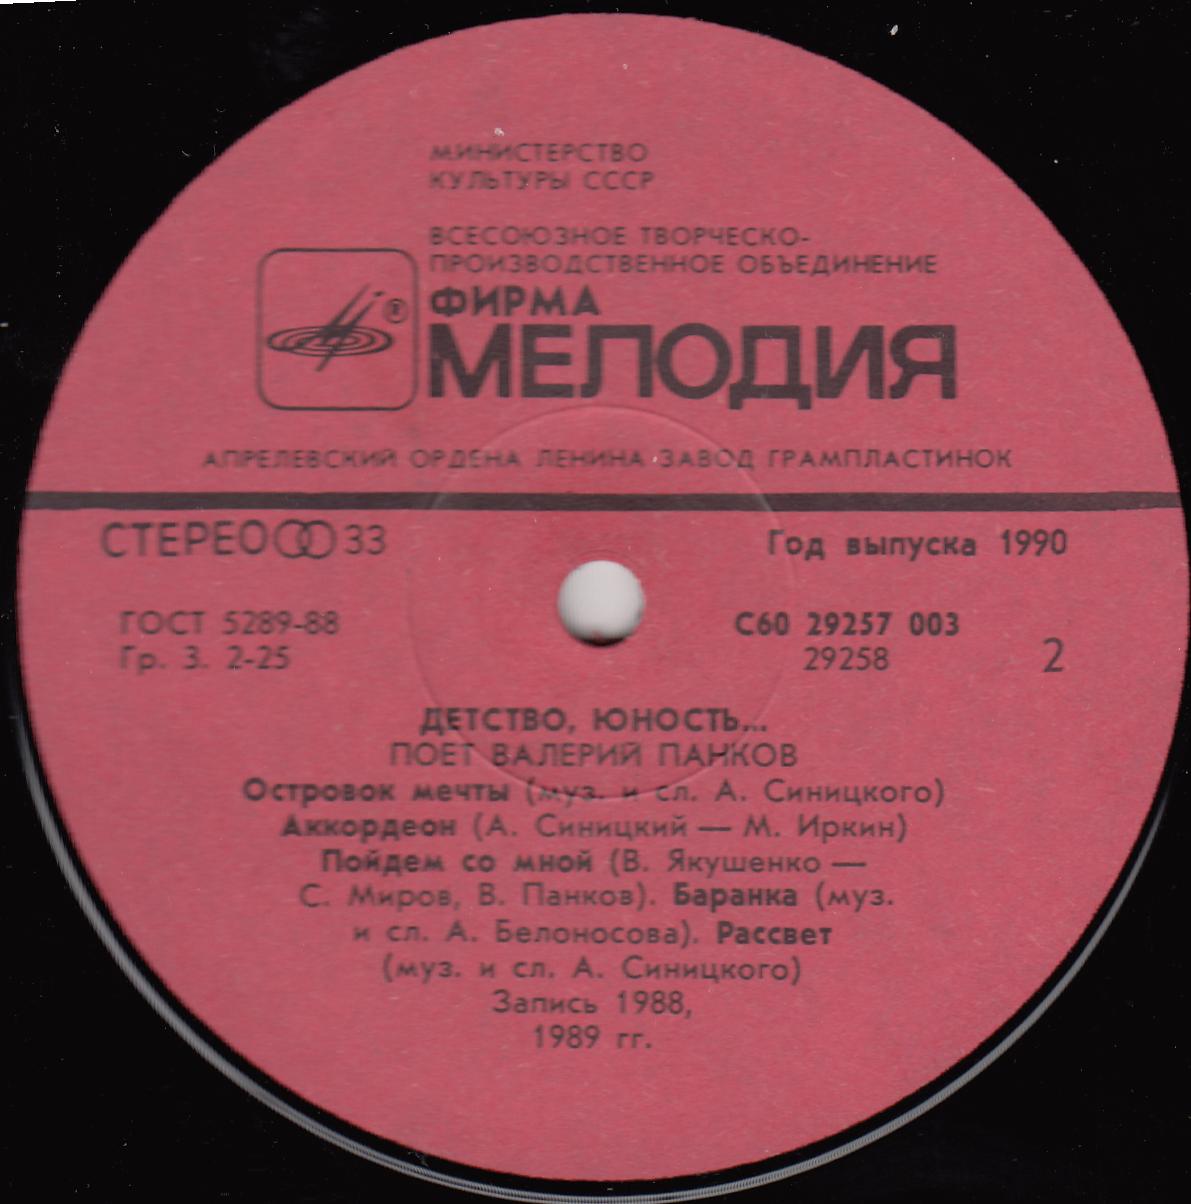 МИНИСТЕРСТВО
КУЛЬТУРЫ СССР
ВСЕСОЮЗНОЕ ТВОРЧЕСКО-
ПРОИЗВОДСТВЕННОЕ ОБЪЕДИНЕНИЕ
ФИРМА
®
МЕЛОДИЯ
АПРЕЛЕВСКИЙ ОРДЕНА ЛЕНИНА ЗАВОД ГРАМПЛАСТИНОК
СТЕРЕО 33
Год выпуска 1990
ГОСТ 5289-88
Гр. 3. 2-25
С60 29257 003
29258
2
ДЕТСТВО, ЮНОСТЬ...
ПОЕТ ВАЛЕРИЙ ПАНКОВ
Островок мечты (муз. и сл. А. Синицкого)
Аккордеон (А. Синицкий — М. Иркин)
Пойдем со мной (В. Якушенко —
С. Миров, В. Панков). Баранка (муз.
и сл. А. Белоносова). Рассвет
(муз. и сл. А. Синицкого)
Запись 1988,
1989 гг.